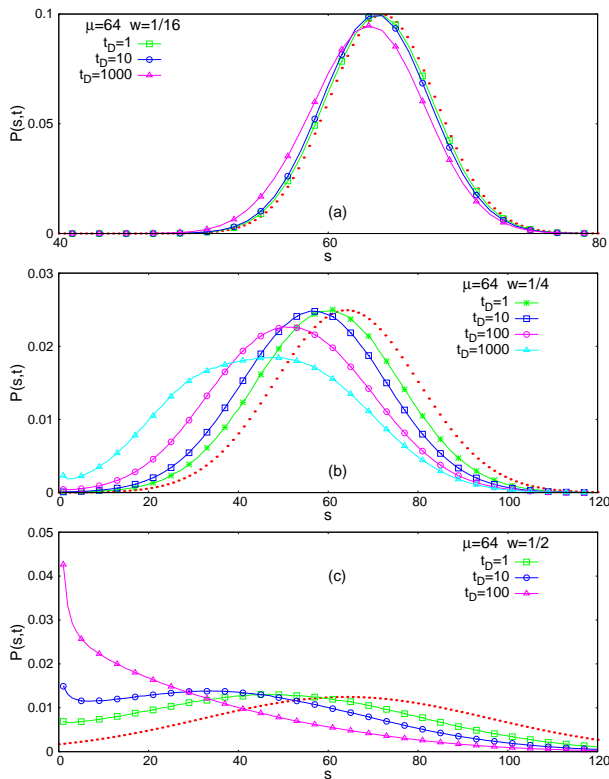 0.10
μ=64 w=1/16
t_D=1
t_D=10
t_D=1000
P(s,t)
0.05
(a)
0
40
60
80
s
0.03
μ=64 w=1/4
t_D=1
t_D=10
t_D=100
t_D=1000
P(s,t)
0.02
0.01
(b)
0
0
20
40
60
80
100
120
s
0.05
μ=64 w=1/2
t_D=1
t_D=10
t_D=100
(c)
P(s,t)
0.04
0.03
0.02
0.01
0
0
20
40
60
80
100
120
s